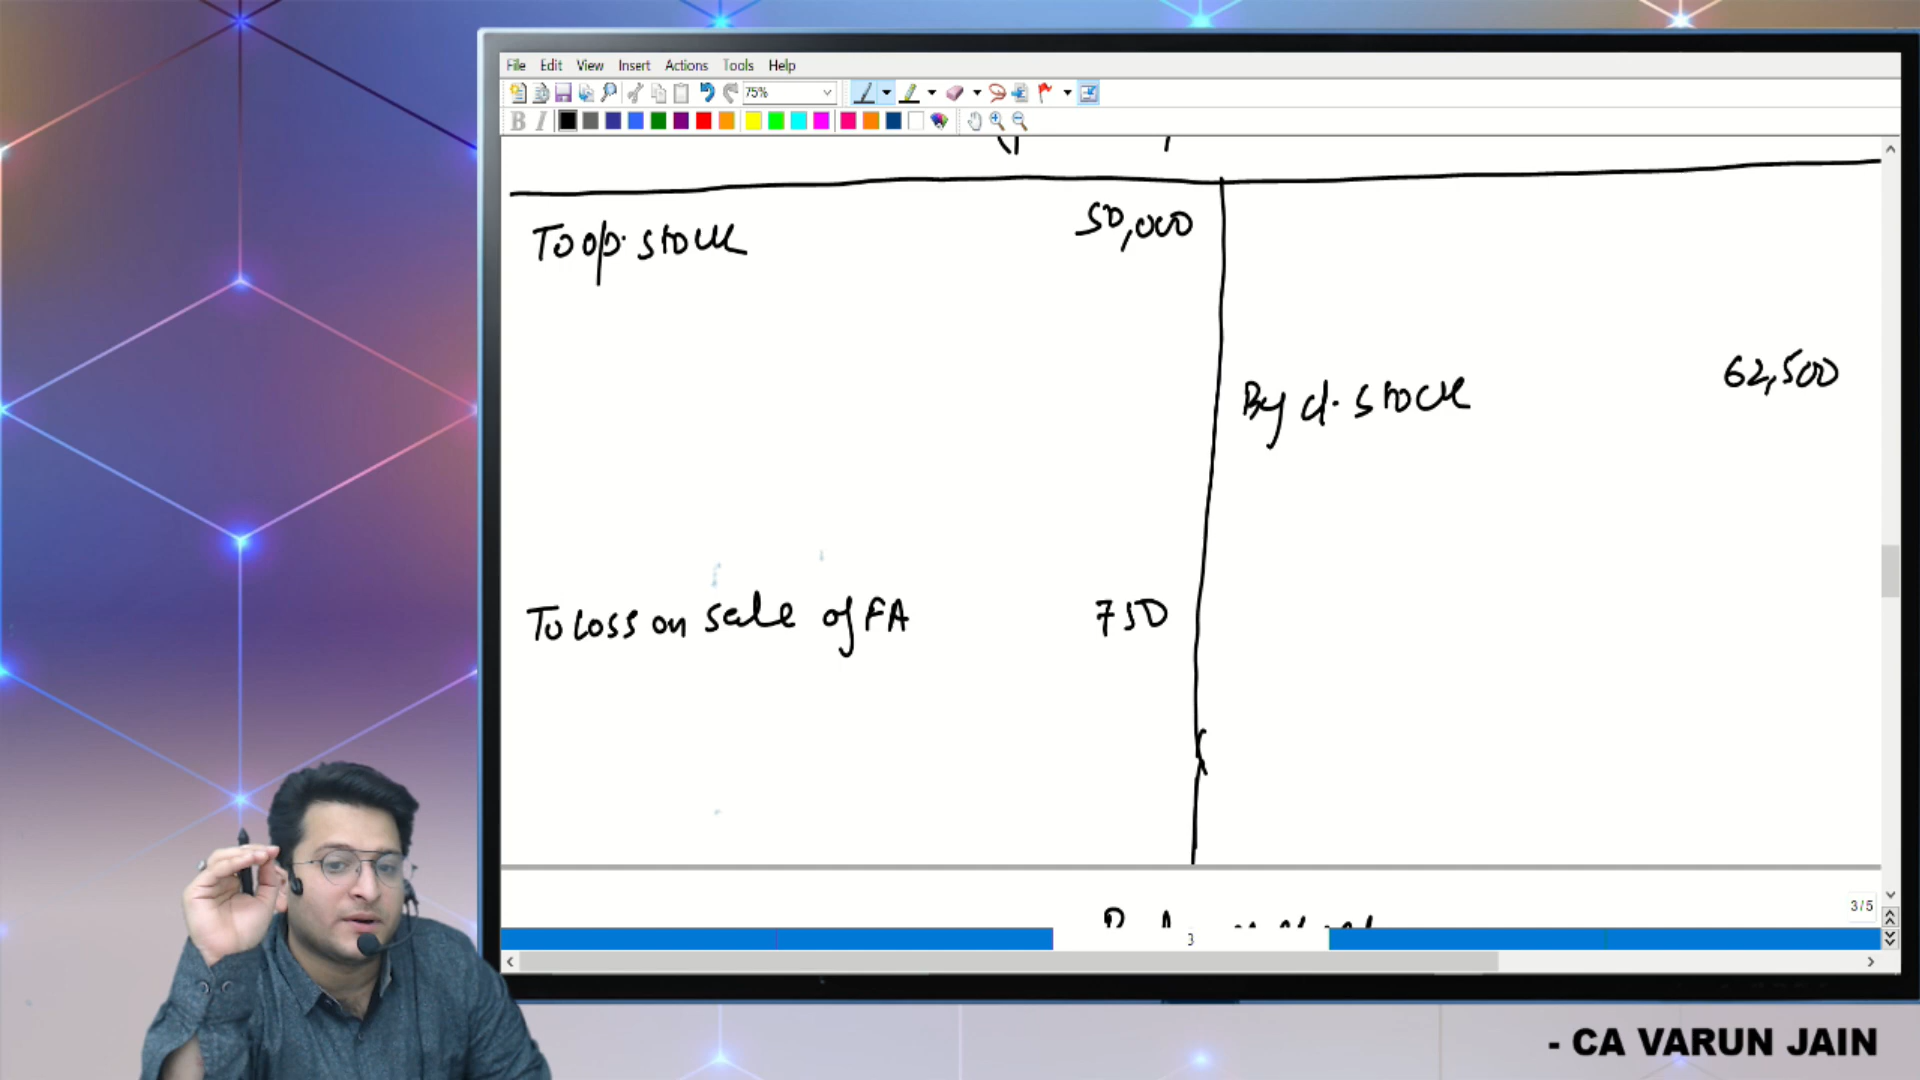 File Edit View Insert Actions Tools Help
75%
B I
To op. stock 50,000
By cl. stock 62,500
To Loss on sale of FA 750
3/5
3
- CA VARUN JAIN